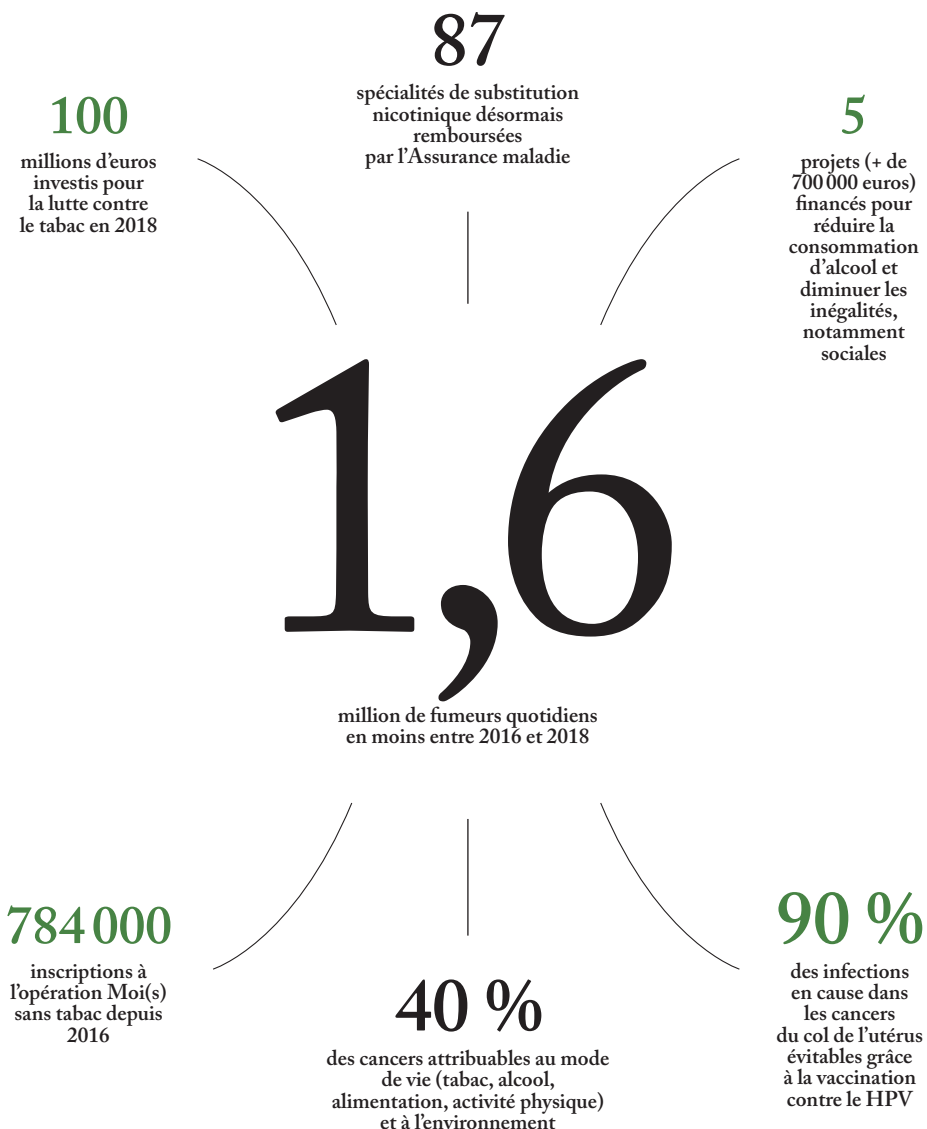 87
spécialités de substitution
nicotinique désormais
remboursées
par l’Assurance maladie
100
millions d’euros
investis pour
la lutte contre
le tabac en 2018
5
projets (+ de
700 000 euros)
financés pour
réduire la
consommation
d’alcool et
diminuer les
inégalités,
notamment
sociales
1,6
million de fumeurs quotidiens
en moins entre 2016 et 2018
784 000
inscriptions à
l’opération Moi(s)
sans tabac depuis
2016
40 %
des cancers attribuables au mode
de vie (tabac, alcool,
alimentation, activité physique)
et à l’environnement
90 %
des infections
en cause dans
les cancers
du col de l’utérus
évitables grâce
à la vaccination
contre le HPV